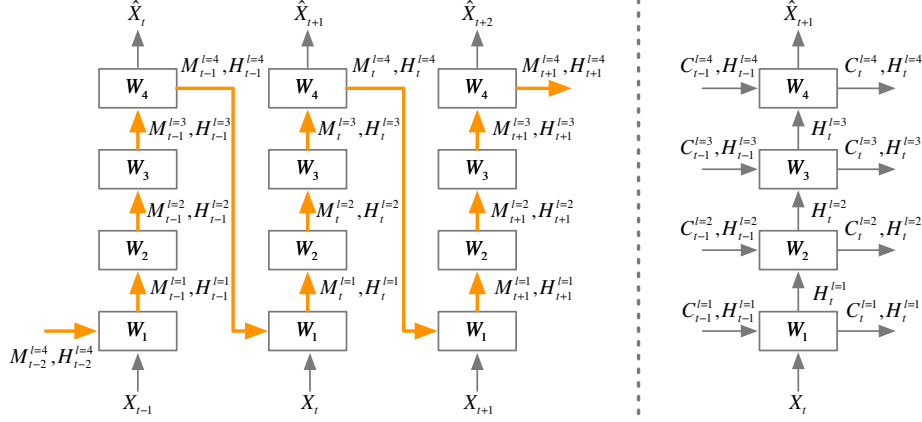 X̂_t X̂_{t+1} X̂_{t+2} X̂_{t+1}
M_{t-1}^{l=4}, H_{t-1}^{l=4} M_t^{l=4}, H_t^{l=4} M_{t+1}^{l=4}, H_{t+1}^{l=4} C_{t-1}^{l=4}, H_{t-1}^{l=4} C_t^{l=4}, H_t^{l=4}
W_4 W_4 W_4 W_4
M_{t-1}^{l=3}, H_{t-1}^{l=3} M_t^{l=3}, H_t^{l=3} M_{t+1}^{l=3}, H_{t+1}^{l=3} H_t^{l=3}
C_{t-1}^{l=3}, H_{t-1}^{l=3} C_t^{l=3}, H_t^{l=3}
W_3 W_3 W_3 W_3
M_{t-1}^{l=2}, H_{t-1}^{l=2} M_t^{l=2}, H_t^{l=2} M_{t+1}^{l=2}, H_{t+1}^{l=2} H_t^{l=2}
C_{t-1}^{l=2}, H_{t-1}^{l=2} C_t^{l=2}, H_t^{l=2}
W_2 W_2 W_2 W_2
M_{t-1}^{l=1}, H_{t-1}^{l=1} M_t^{l=1}, H_t^{l=1} M_{t+1}^{l=1}, H_{t+1}^{l=1} H_t^{l=1}
C_{t-1}^{l=1}, H_{t-1}^{l=1} C_t^{l=1}, H_t^{l=1}
W_1 W_1 W_1 W_1
M_{t-2}^{l=4}, H_{t-2}^{l=4}
X_{t-1} X_t X_{t+1} X_t